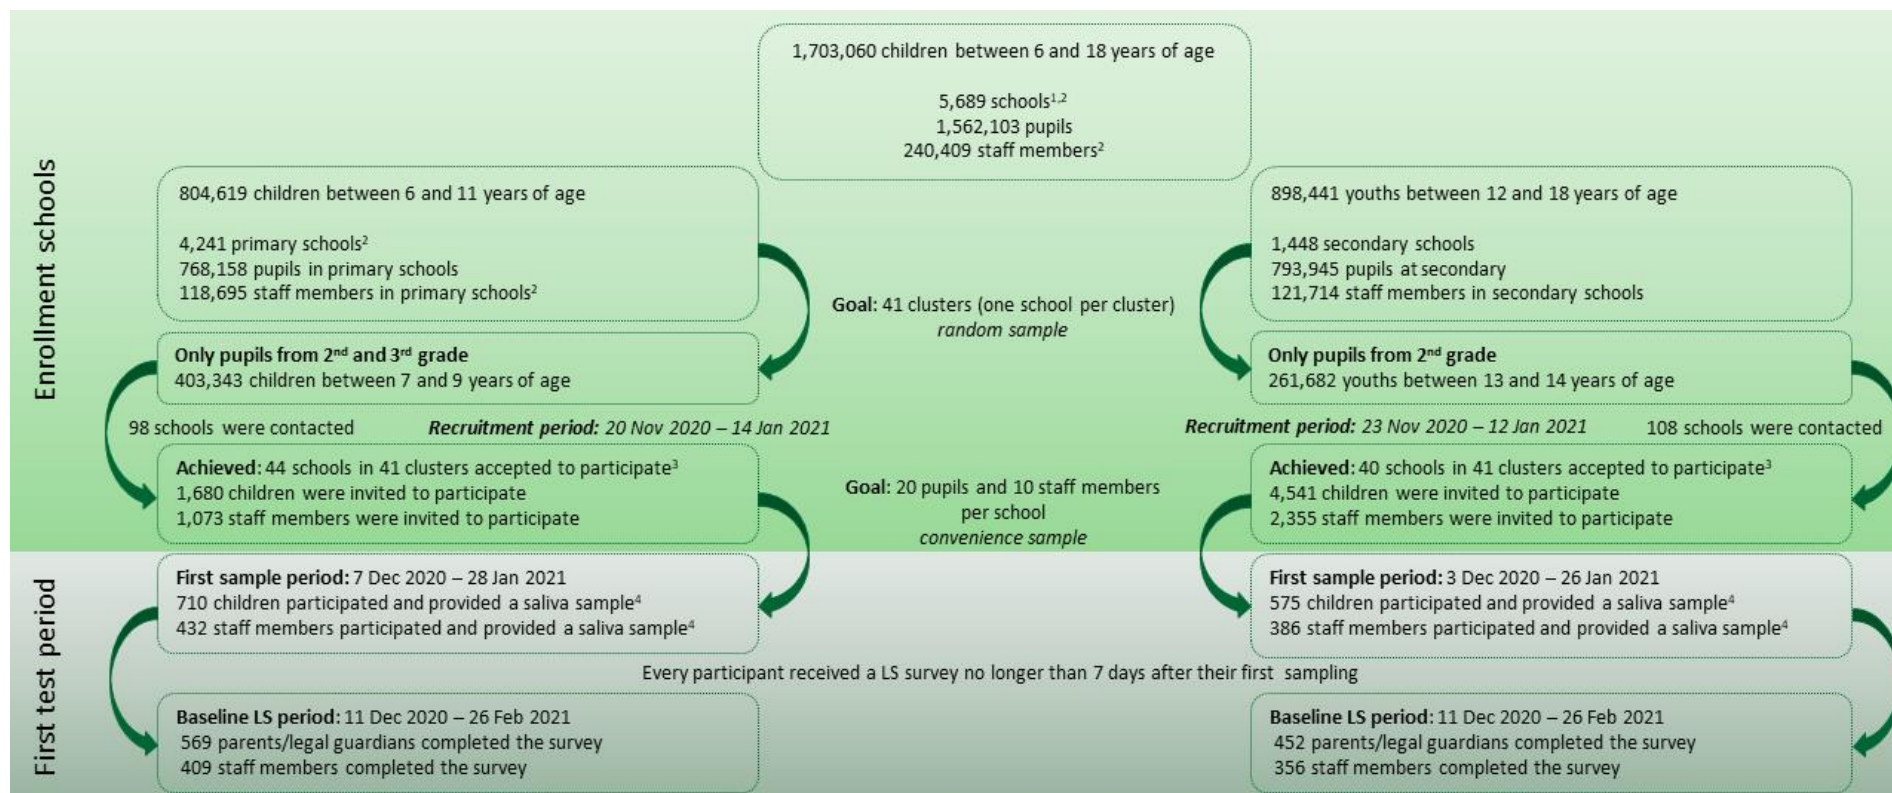 Enrollment schools
1,703,060 children between 6 and 18 years of age
5,689 schools1,2
1,562,103 pupils
240,409 staff members2
804,619 children between 6 and 11 years of age
4,241 primary schools2
768,158 pupils in primary schools
118,695 staff members in primary schools2
898,441 youths between 12 and 18 years of age
1,448 secondary schools
793,945 pupils at secondary
121,714 staff members in secondary schools
Goal: 41 clusters (one school per cluster)
random sample
Only pupils from 2nd and 3rd grade
403,343 children between 7 and 9 years of age
Only pupils from 2nd grade
261,682 youths between 13 and 14 years of age
98 schools were contacted
Recruitment period: 20 Nov 2020 – 14 Jan 2021
Recruitment period: 23 Nov 2020 – 12 Jan 2021
108 schools were contacted
Achieved: 44 schools in 41 clusters accepted to participate3
1,680 children were invited to participate
1,073 staff members were invited to participate
Goal: 20 pupils and 10 staff members
per school
convenience sample
Achieved: 40 schools in 41 clusters accepted to participate3
4,541 children were invited to participate
2,355 staff members were invited to participate
First test period
First sample period: 7 Dec 2020 – 28 Jan 2021
710 children participated and provided a saliva sample4
432 staff members participated and provided a saliva sample4
First sample period: 3 Dec 2020 – 26 Jan 2021
575 children participated and provided a saliva sample4
386 staff members participated and provided a saliva sample4
Every participant received a LS survey no longer than 7 days after their first sampling
Baseline LS period: 11 Dec 2020 – 26 Feb 2021
569 parents/legal guardians completed the survey
409 staff members completed the survey
Baseline LS period: 11 Dec 2020 – 26 Feb 2021
452 parents/legal guardians completed the survey
356 staff members completed the survey